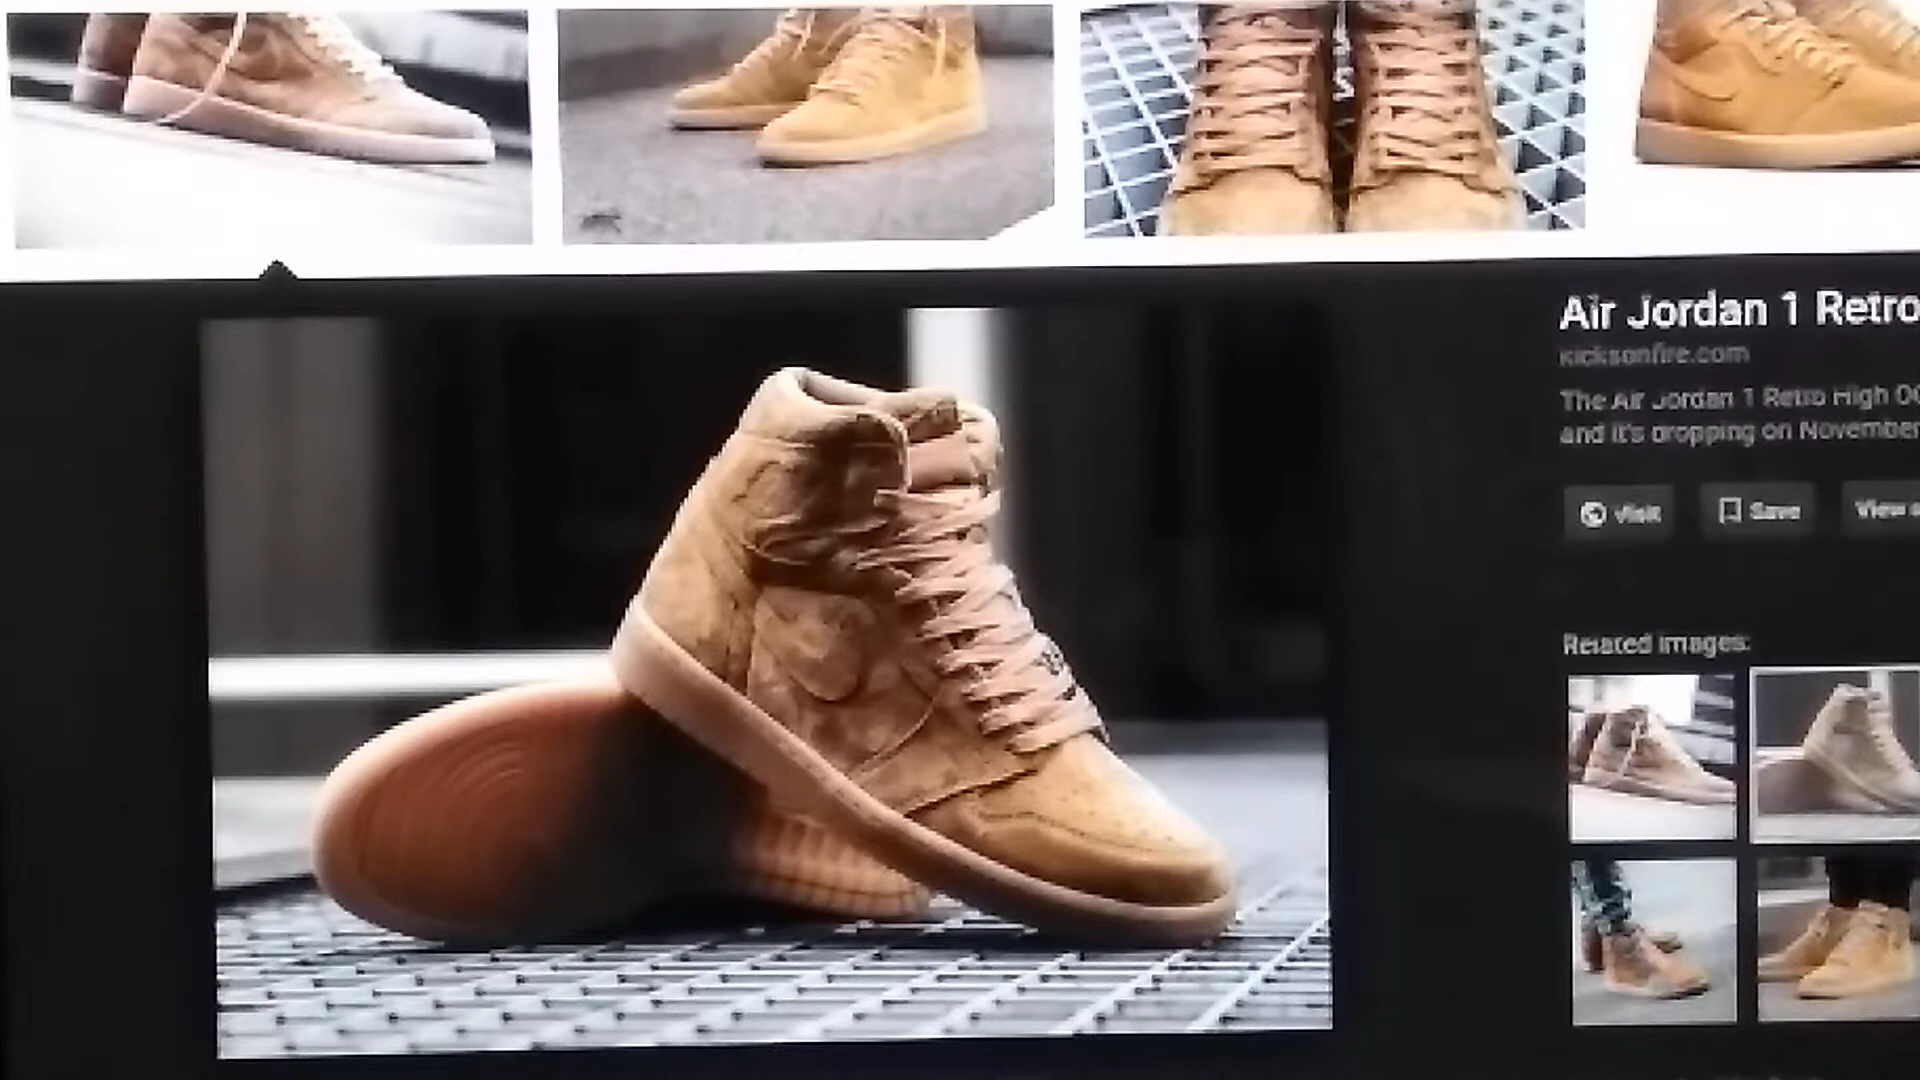 Air Jordan 1 Retro
kicksonfire.com
The Air Jordan 1 Retro High
and it's dropping on November
Visit
Save
View
Related images: